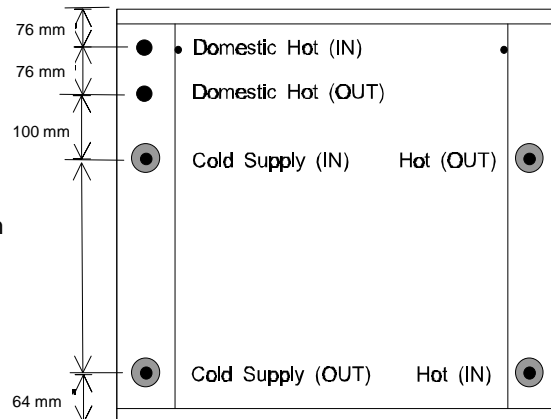 76 mm
Domestic Hot (IN)
76 mm
Domestic Hot (OUT)
100 mm
Cold Supply (IN) Hot (OUT)
Cold Supply (OUT) Hot (IN)
64 mm